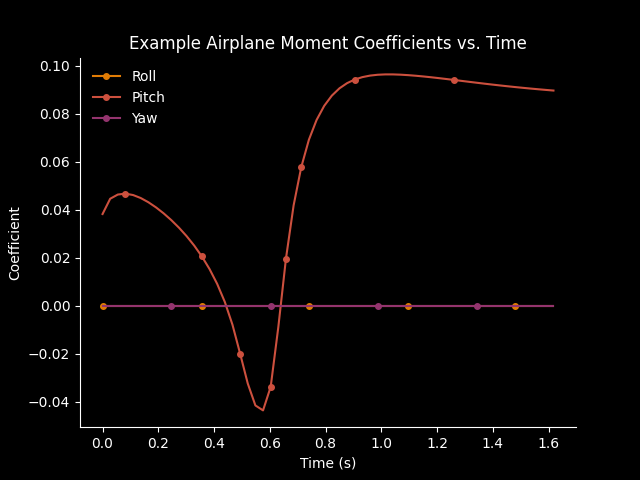 Example Airplane Moment Coefficients vs. Time
Roll
Pitch
Yaw
Coefficient
0.10
0.08
0.06
0.04
0.02
0.00
−0.02
−0.04
0.0 0.2 0.4 0.6 0.8 1.0 1.2 1.4 1.6
Time (s)